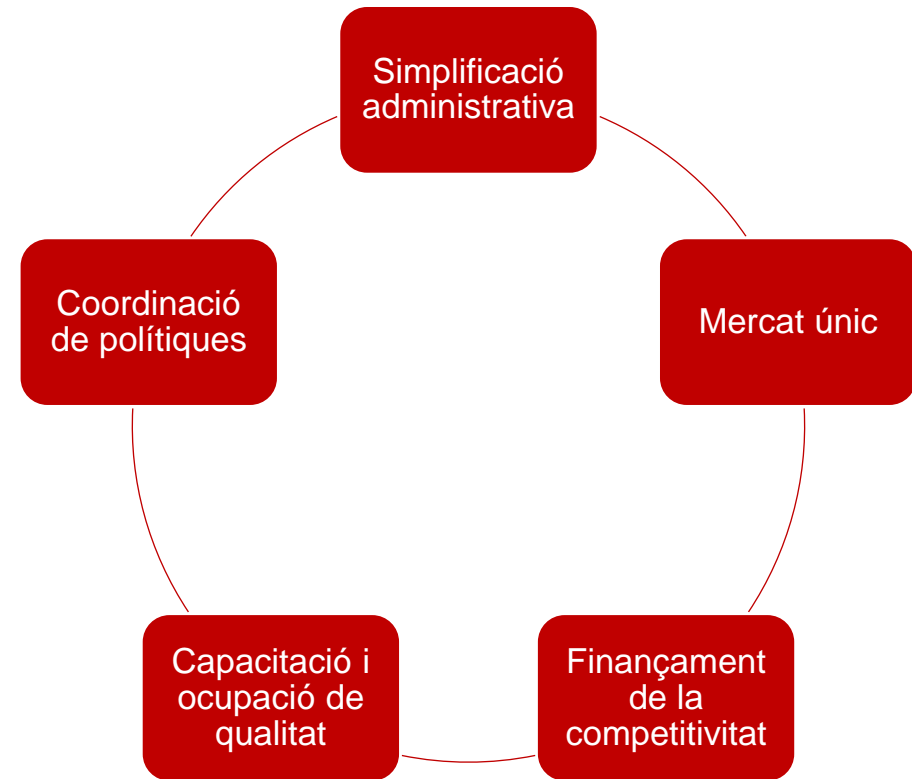 Simplificació
administrativa
Mercat únic
Finançament
de la
competitivitat
Capacitació i
ocupació de
qualitat
Coordinació
de polítiques